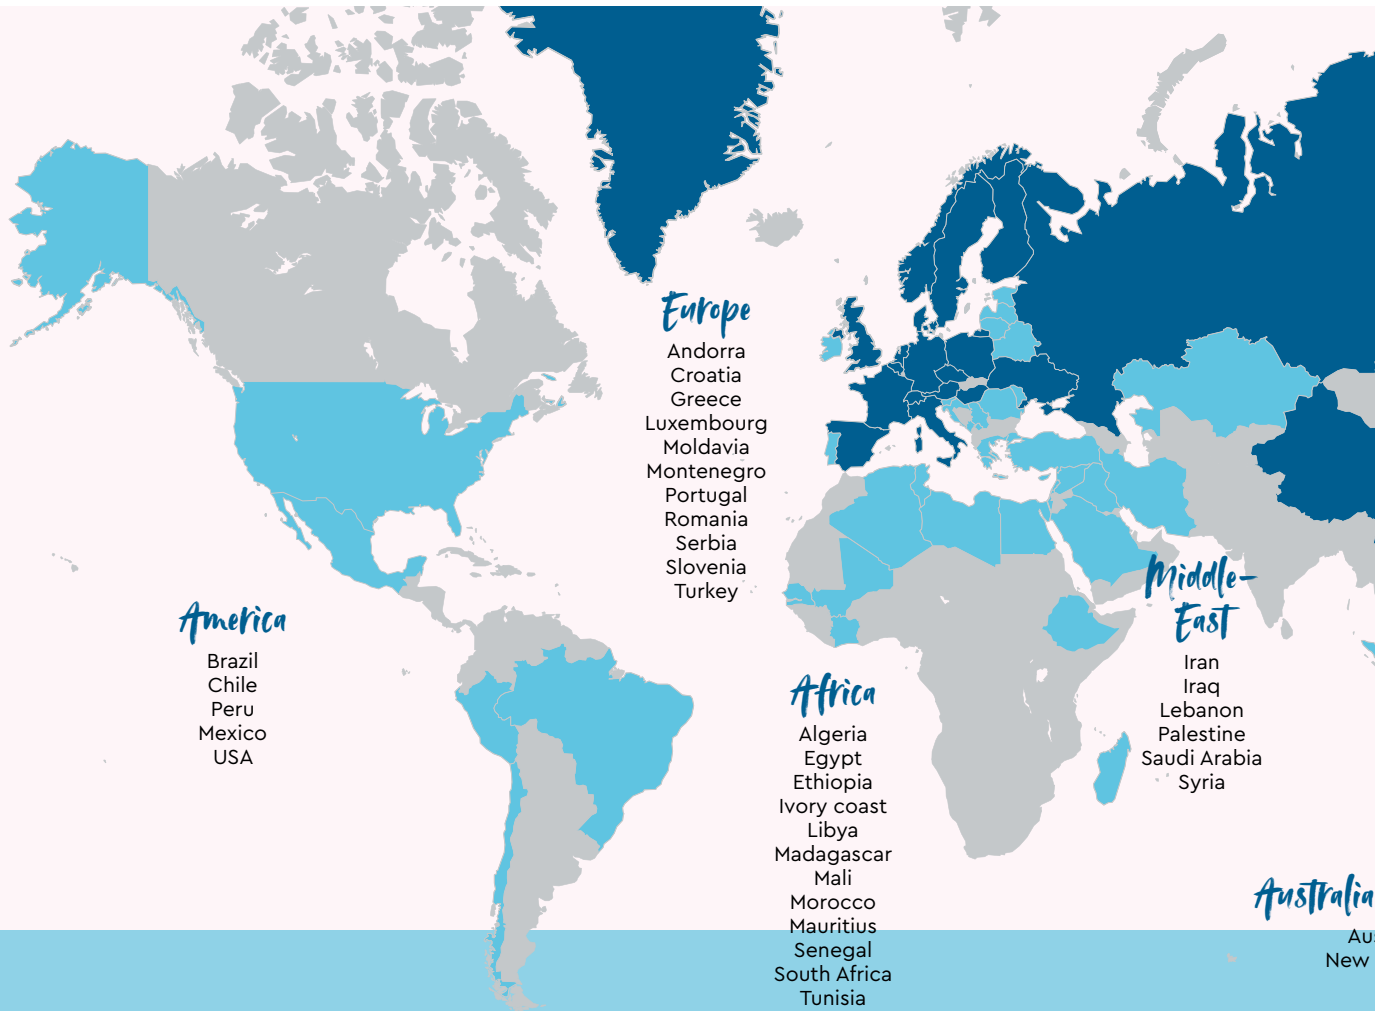 Europe
Andorra
Croatia
Greece
Luxembourg
Moldavia
Montenegro
Portugal
Romania
Serbia
Slovenia
Turkey
America
Brazil
Chile
Peru
Mexico
USA
Africa
Algeria
Egypt
Ethiopia
Ivory coast
Libya
Madagascar
Mali
Morocco
Mauritius
Senegal
South Africa
Tunisia
Middle-
East
Iran
Iraq
Lebanon
Palestine
Saudi Arabia
Syria
Australia
Aus
New